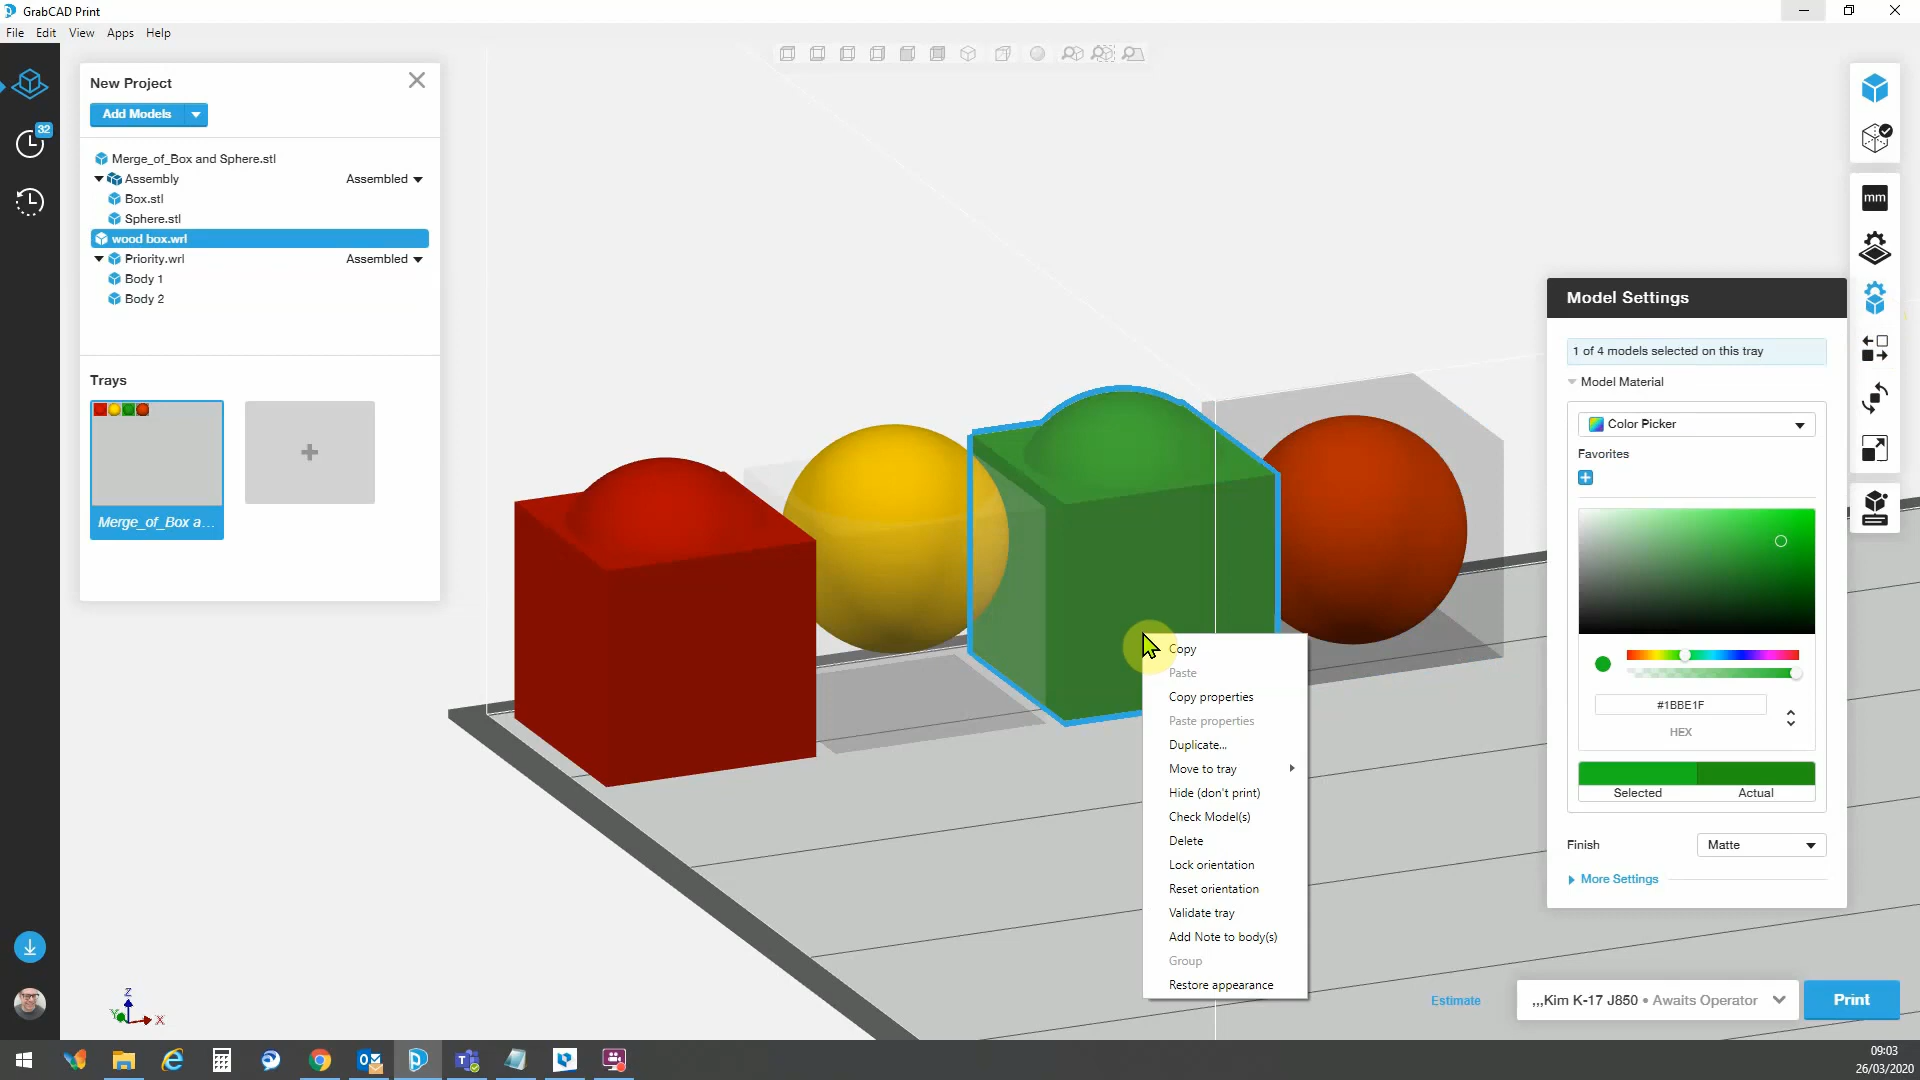 GrabCAD Print
File Edit View Apps Help
New Project
Add Models
32
Merge_of_Box and Sphere.stl
Assembly Assembled
Box.stl
Sphere.stl
wood box.wrl
Priority.wrl Assembled
Body 1
Body 2
Trays
Merge_of_Box a...
mm
Model Settings
1 of 4 models selected on this tray
Model Material
Color Picker
Favorites
#1BBE1F
HEX
Selected Actual
Finish Matte
More Settings
Copy
Paste
Copy properties
Paste properties
Duplicate...
Move to tray
Hide (don't print)
Check Model(s)
Delete
Lock orientation
Reset orientation
Validate tray
Add Note to body(s)
Group
Restore appearance
Z
Y
X
Estimate
,,,Kim K-17 J850 • Awaits Operator
Print
09:03
26/03/2020